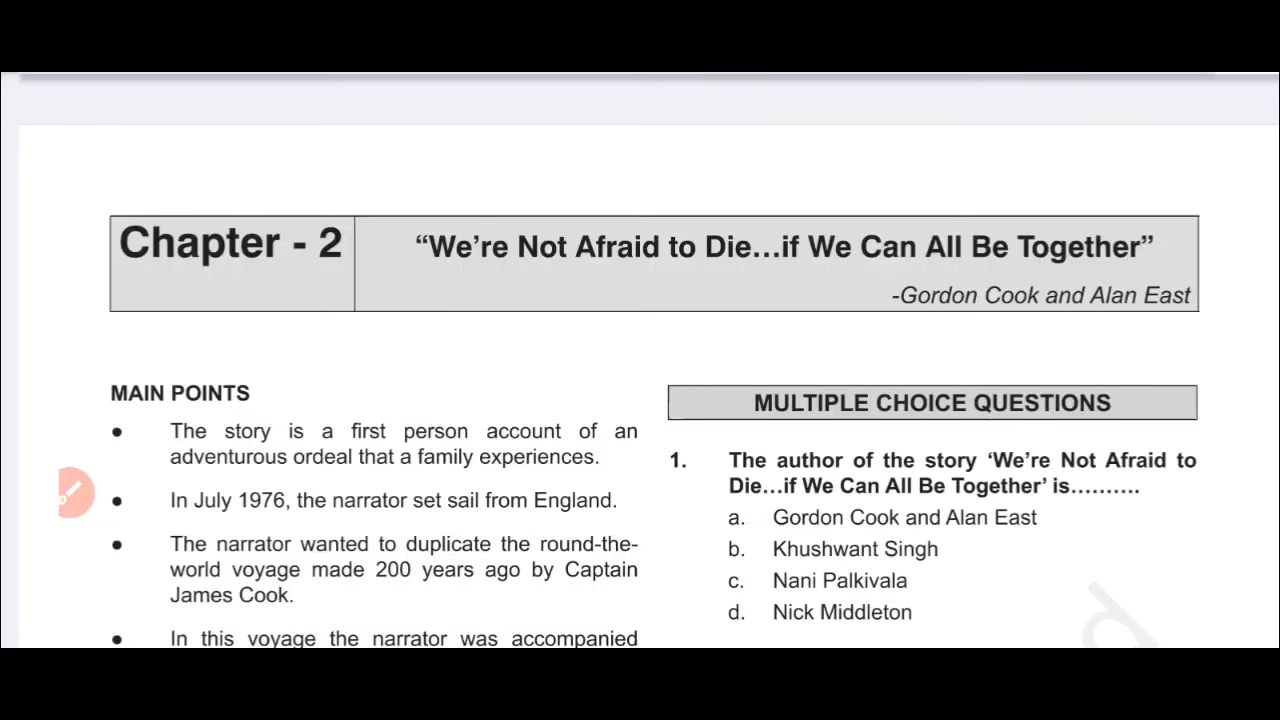 Chapter - 2
“We’re Not Afraid to Die...if We Can All Be Together”
-Gordon Cook and Alan East
MAIN POINTS
● The story is a first person account of an
adventurous ordeal that a family experiences.
● In July 1976, the narrator set sail from England.
● The narrator wanted to duplicate the round-the-
world voyage made 200 years ago by Captain
James Cook.
● In this voyage the narrator was accompanied
MULTIPLE CHOICE QUESTIONS
1. The author of the story ‘We’re Not Afraid to
Die...if We Can All Be Together’ is..........
a. Gordon Cook and Alan East
b. Khushwant Singh
c. Nani Palkivala
d. Nick Middleton